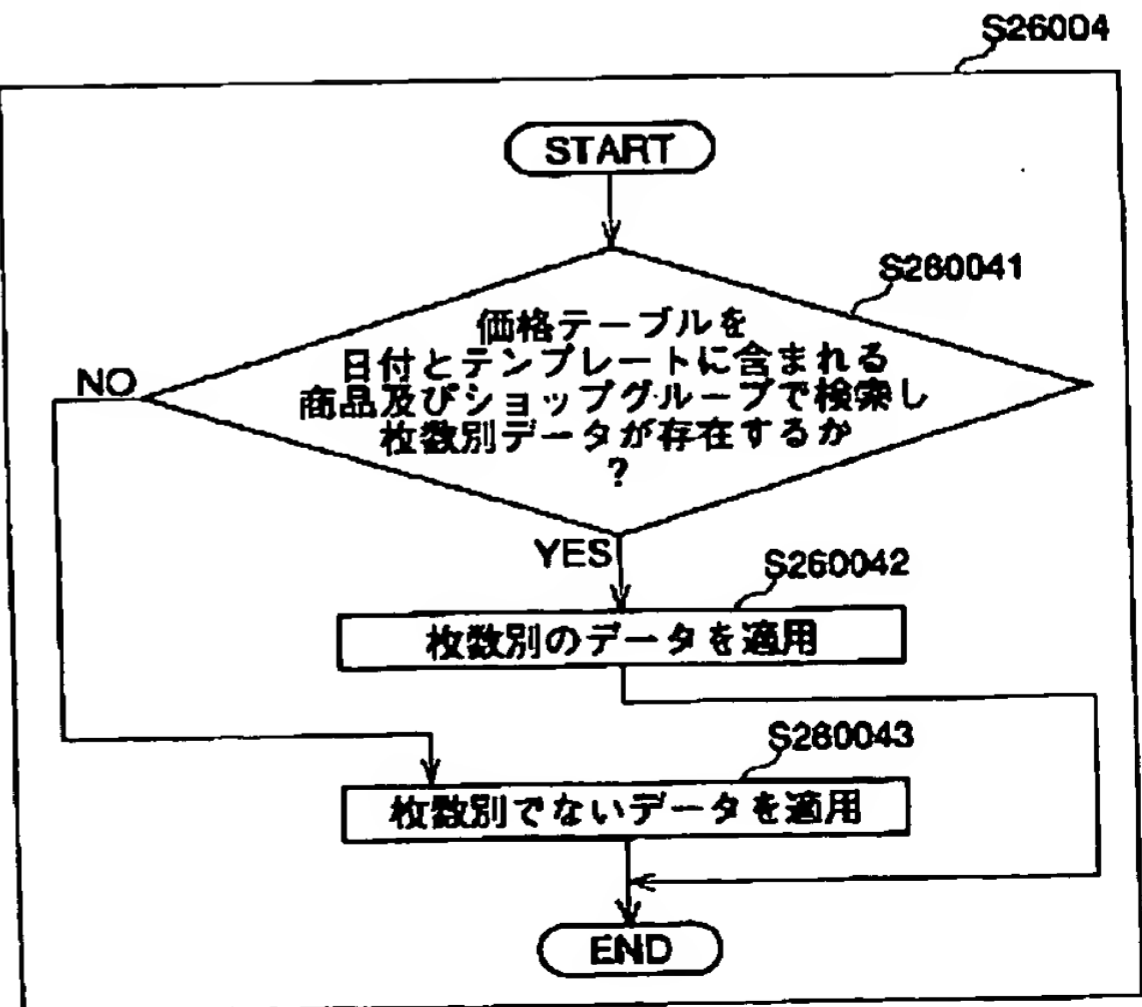 S26004
START
S260041
価格テーブルを
日付とテンプレートに含まれる
商品及びショップグループで検索し
枚数別データが存在するか
?
NO
YES
S260042
枚数別のデータを適用
S260043
枚数別でないデータを適用
END